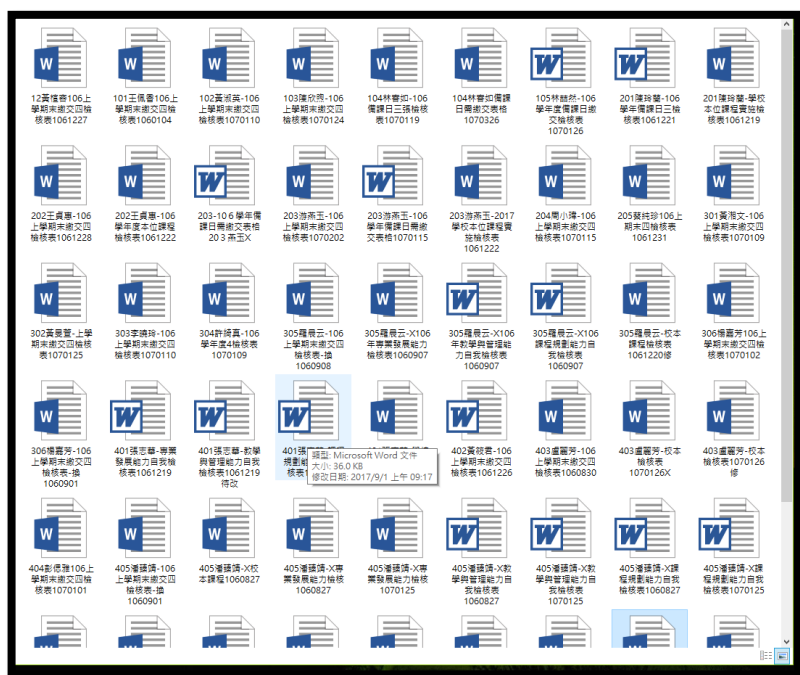 12黃愷蓉106上
學期末繳交四檢
核表1061227
101王佩香106上
學期末繳交四檢
核表1060104
102黃淑英-106
上學期末繳交四
檢核表1070110
103陳欣煦-106
上學期末繳交四
檢核表1070124
104林春如-106
備課日三張檢核
表1070119
104林春如備課
日需繳交表格
1070326
105林囍然-106
學年度備課日繳
交檢核表
1070126
201陳玲蘭-106
學年備課日三檢
核表1061221
201陳玲蘭-學校
本位課程實施檢
核表1061219
202王貞惠-106
上學期末繳交四
檢核表1061228
202王貞惠-106
學年度本位課程
檢核表1061222
203-10 6 學年備
課日需繳交表格
20 3 燕玉X
203游燕玉-106
上學期末繳交四
檢核表1070202
203游燕玉-106
學年備課日需繳
交表格1070115
203游燕玉-2017
學校本位課程實
施檢核表
1061222
204周小瑋-106
上學期末繳交四
檢核表1070115
205蔡純珍106上
期末四檢核表
1061231
301黃湘文-106
上學期末繳交四
檢核表1070109
302黃旻萱-上學
期末繳交四檢核
表1070125
303李曉玲-106
上學期末繳交四
檢核表1070110
304許綺真-106
學年度4檢核表
1070109
305羅晨云-106
上學期末繳交四
檢核表-換
1060908
305羅晨云-X106
年專業發展能力
檢核表1060907
305羅晨云-X106
年教學與管理能
力自我檢核表
1060907
305羅晨云-X106
課程規劃能力自
我檢核表
1060907
305羅晨云-校本
課程檢核表
1061220修
306楊嘉芳106上
學期末繳交四檢
核表1070102
306楊嘉芳-106
上學期末繳交四
檢核表-換
1060901
401張志華-專業
發展能力自我檢
核表1061219
401張志華-教學
與管理能力自我
檢核表1061219
待改
類型: Microsoft Word 文件
大小: 36.0 KB
修改日期: 2017/9/1 上午 09:17
402黃筱君-106
上學期末繳交四
檢核表1061226
403盧麗芳-106
上學期末繳交四
檢核表1060830
403盧麗芳-校本
檢核表
1070126X
403盧麗芳-校本
檢核表1070126
修
404彭偲雅106上
學期末繳交四檢
核表1070101
405潘臻靖-106
上學期末繳交四
檢核表-換
1060901
405潘臻靖-X校
本課程1060827
405潘臻靖-X專
業發展能力檢核
1060827
405潘臻靖-X專
業發展能力檢核
1070125
405潘臻靖-X教
學與管理能力自
我檢核表
1060827
405潘臻靖-X教
學與管理能力自
我檢核表
1070125
405潘臻靖-X課
程規劃能力自我
檢核表1060827
405潘臻靖-X課
程規劃能力自我
檢核表1070125